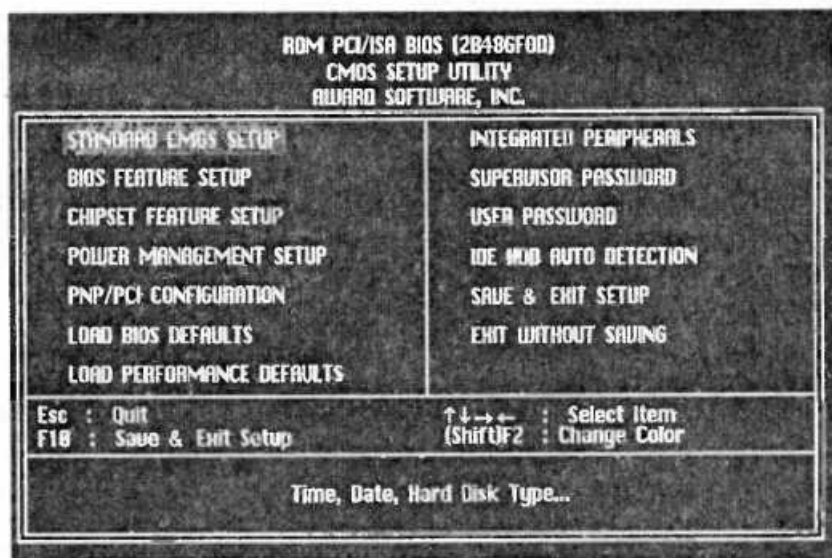 ROM PCI/ISA BIOS (2B486F0D)
CMOS SETUP UTILITY
AWARD SOFTWARE, INC.
STANDARD CMOS SETUP
BIOS FEATURE SETUP
CHIPSET FEATURE SETUP
POWER MANAGEMENT SETUP
PNP/PCI CONFIGURATION
LOAD BIOS DEFAULTS
LOAD PERFORMANCE DEFAULTS
INTEGRATED PERIPHERALS
SUPERVISOR PASSWORD
USER PASSWORD
IDE HDD AUTO DETECTION
SAVE & EXIT SETUP
EXIT WITHOUT SAVING
Esc : Quit
F10 : Save & Exit Setup
↑↓→← : Select Item
(Shift)F2 : Change Color
Time, Date, Hard Disk Type...